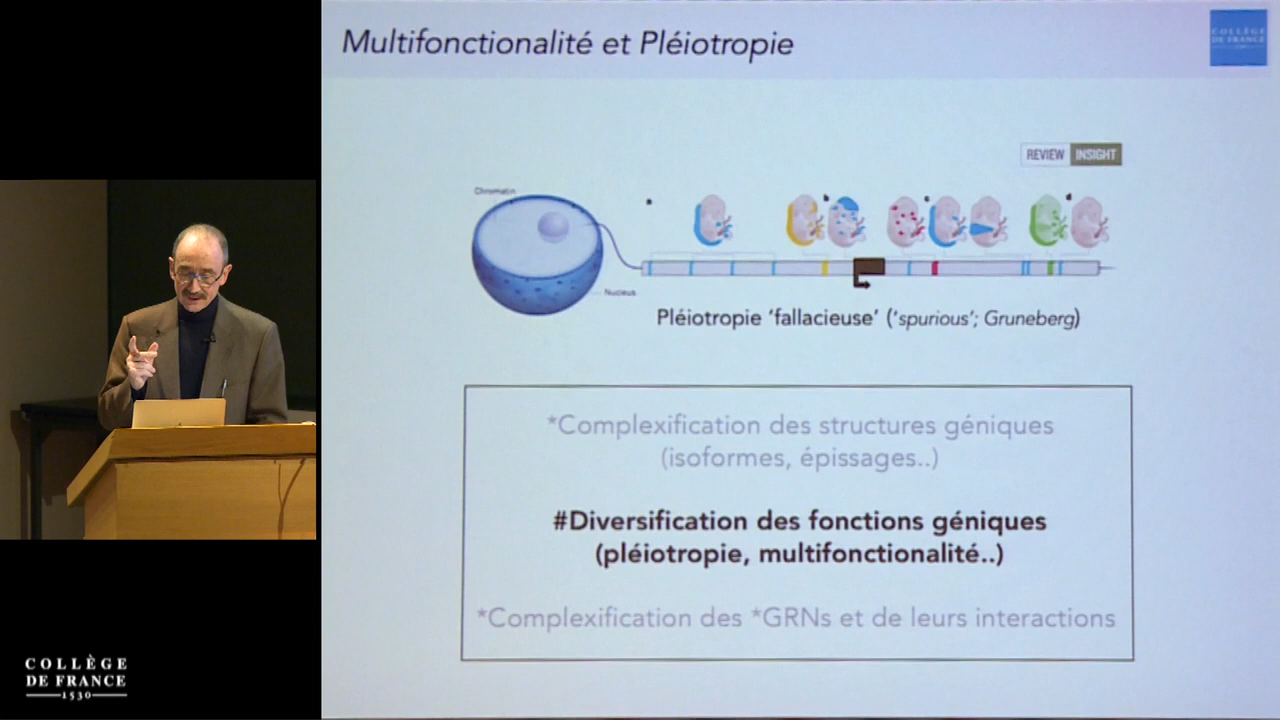 Multifonctionalité et Pléiotropie
COLLÈGE
DE FRANCE
1530
REVIEW INSIGHT
Chromatin
Nucleus
Pléiotropie 'fallacieuse' ('spurious'; Gruneberg)
*Complexification des structures géniques
(isoformes, épissages..)
#Diversification des fonctions géniques
(pléiotropie, multifonctionalité..)
*Complexification des *GRNs et de leurs interactions
COLLÈGE
DE FRANCE
1530